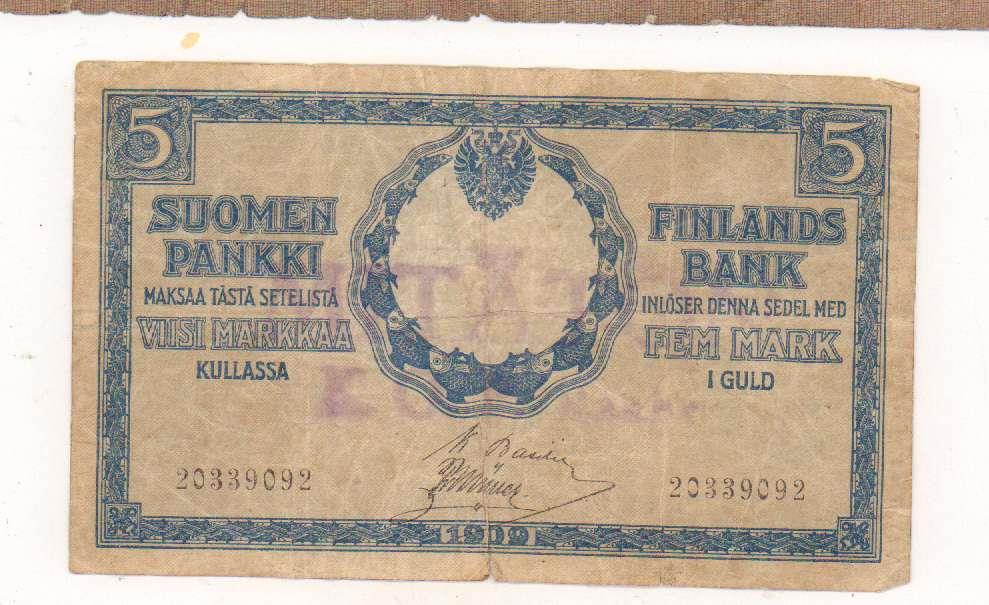 5
5
SUOMEN
PANKKI
MAKSAA TÄSTÄ SETELISTÄ
VIISI MARKKAA
KULLASSA
FINLANDS
BANK
INLÖSER DENNA SEDEL MED
FEM MARK
I GULD
20339092
20339092
1909